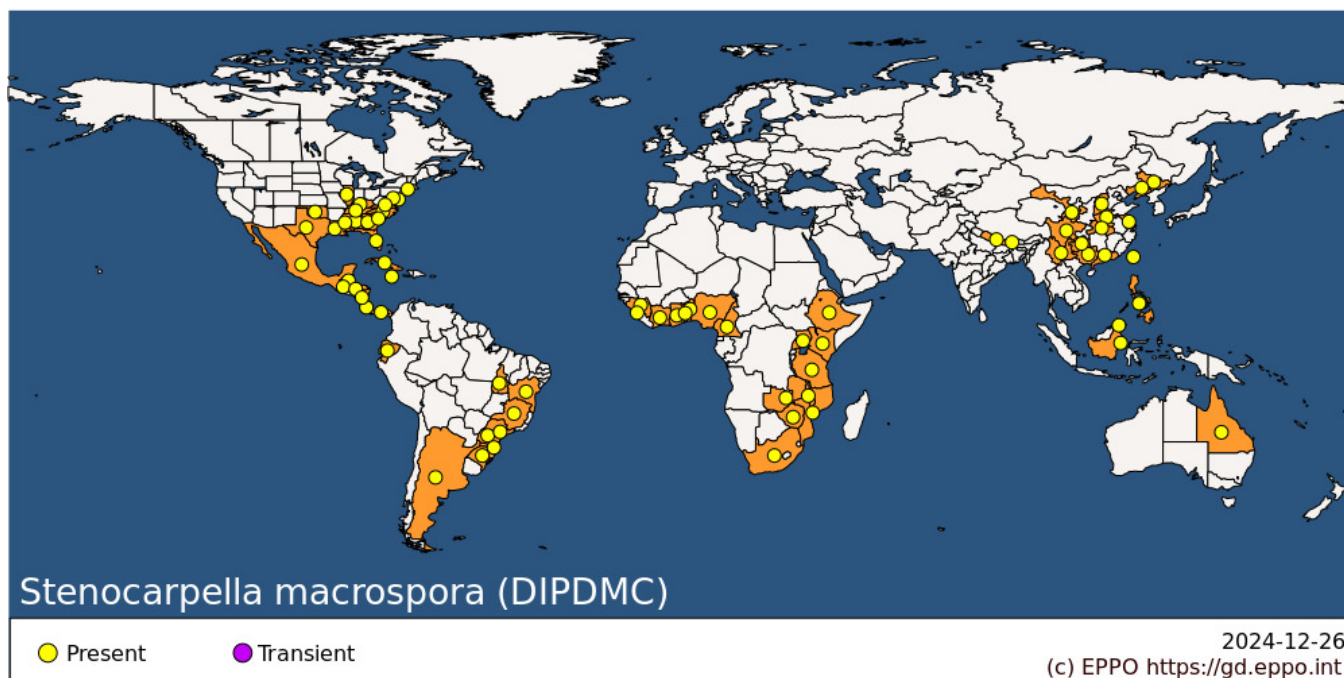 Stenocarpella macrospora (DIPDMC)
Present
Transient
2024-12-26
(c) EPPO https://gd.eppo.int